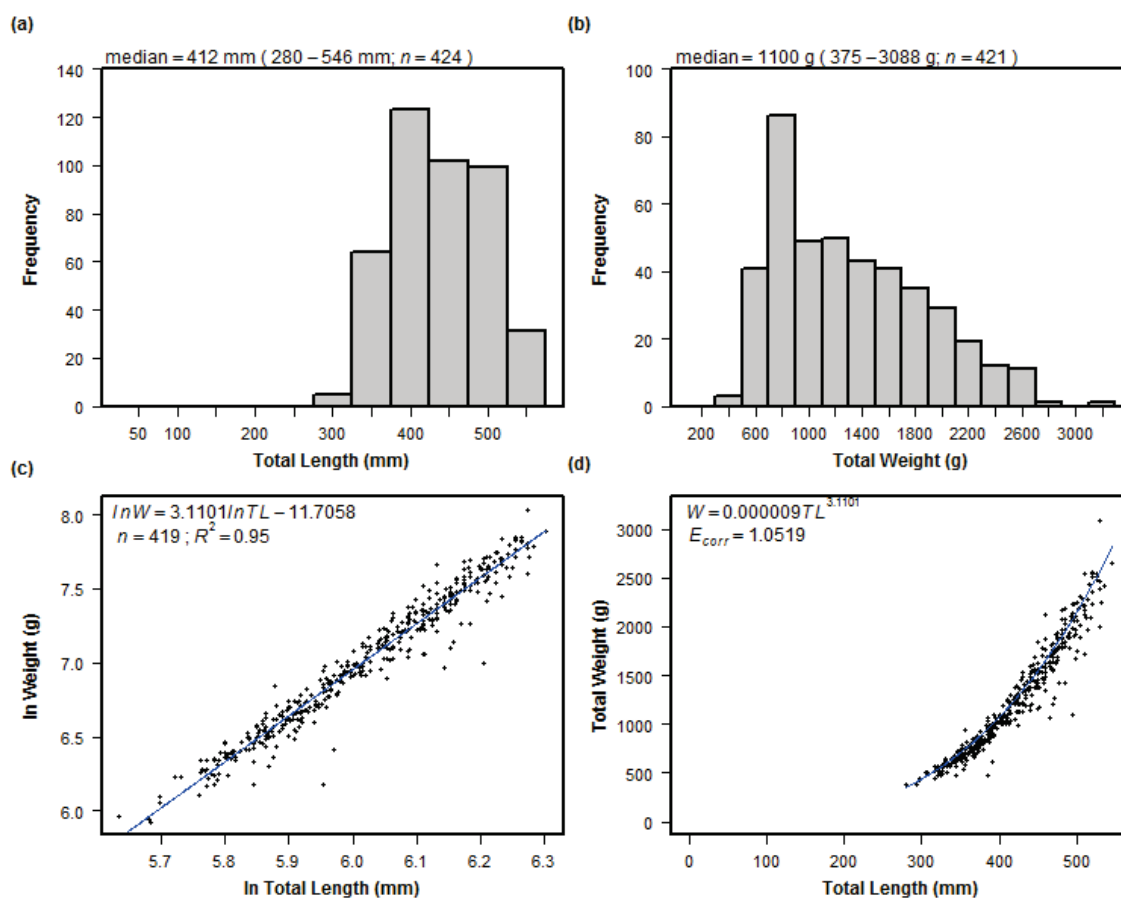 (a)
median = 412 mm ( 280 – 546 mm; n = 424 )
140
120
100
80
60
40
20
0
Frequency
50 100 200 300 400 500
Total Length (mm)
(b)
median = 1100 g ( 375 – 3088 g; n = 421 )
100
80
60
40
20
0
Frequency
200 600 1000 1400 1800 2200 2600 3000
Total Weight (g)
(c)
lnW = 3.1101lnTL – 11.7058
n = 419 ; R² = 0.95
8.0
7.5
7.0
6.5
6.0
ln Weight (g)
5.7 5.8 5.9 6.0 6.1 6.2 6.3
ln Total Length (mm)
(d)
W = 0.000009TL^3.1101
E_corr = 1.0519
3000
2500
2000
1500
1000
500
0
Total Weight (g)
0 100 200 300 400 500
Total Length (mm)